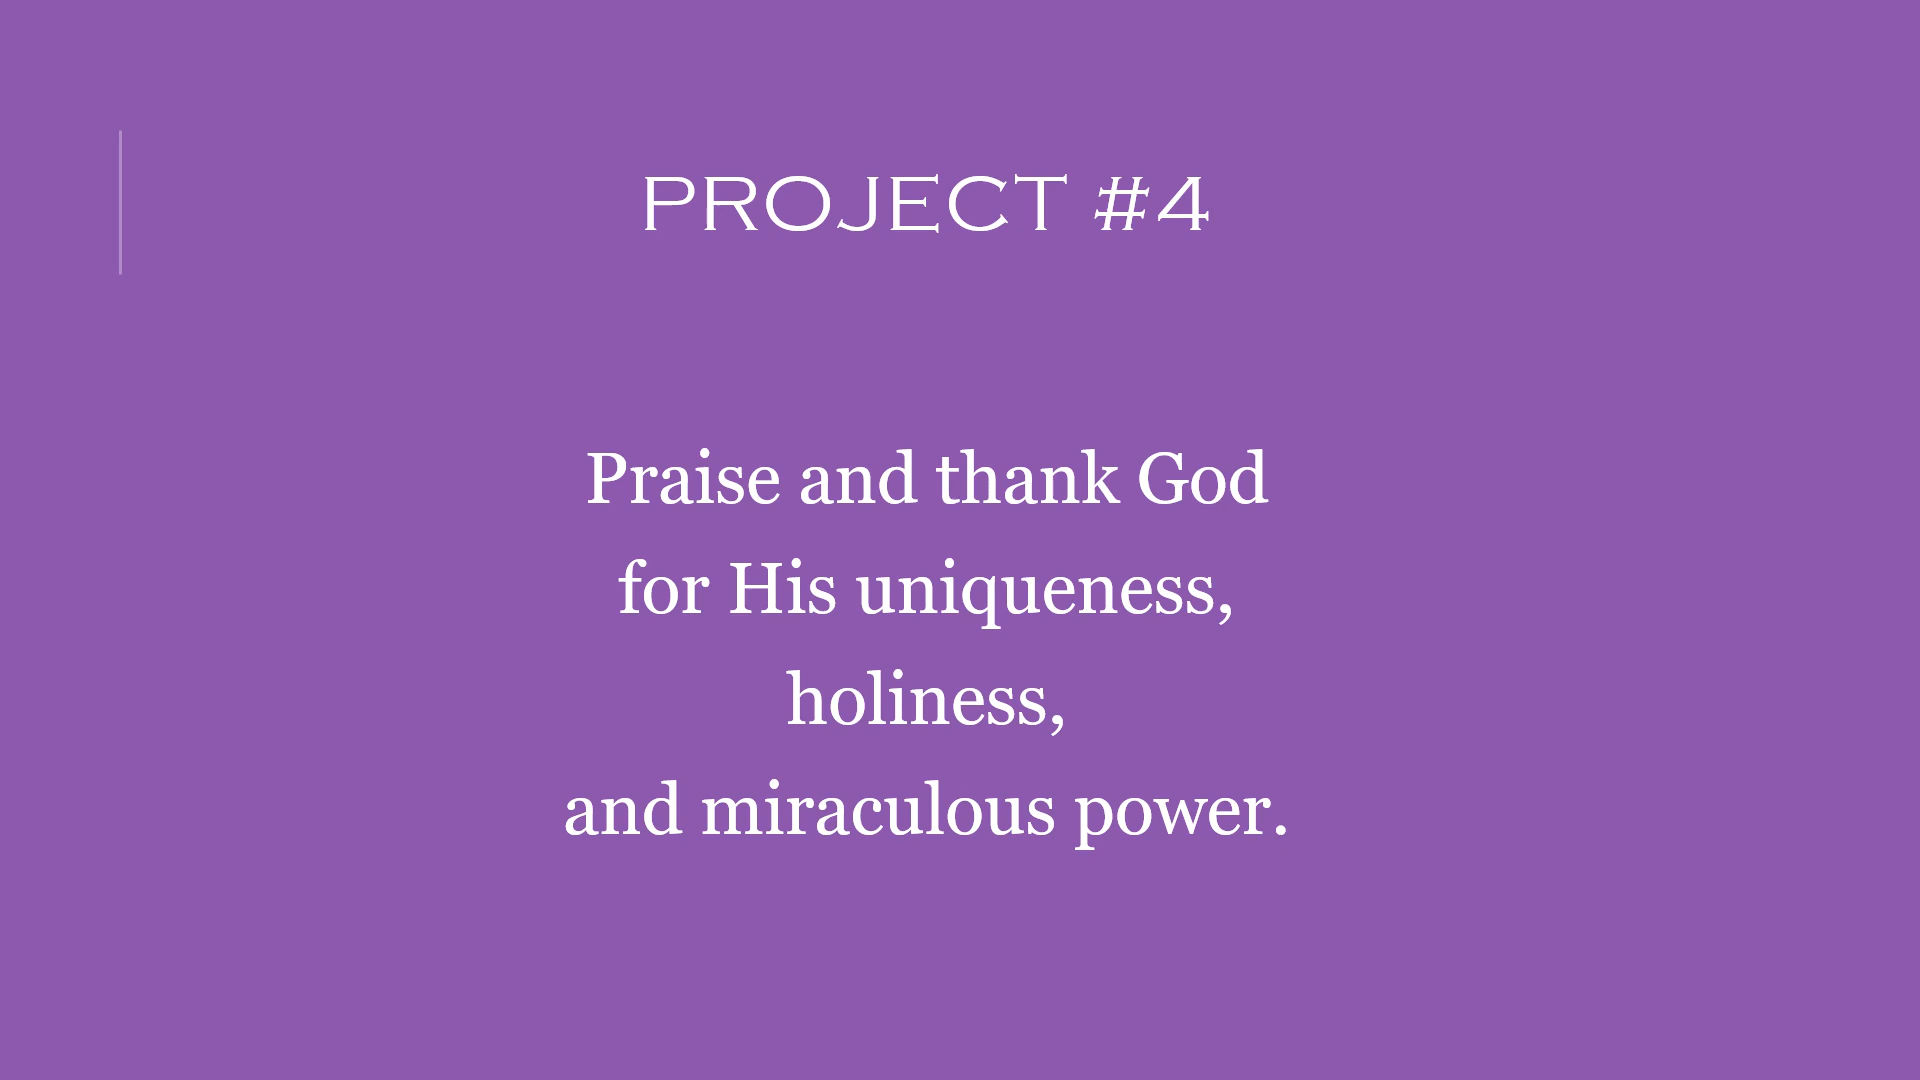 PROJECT #4
Praise and thank God
for His uniqueness,
holiness,
and miraculous power.